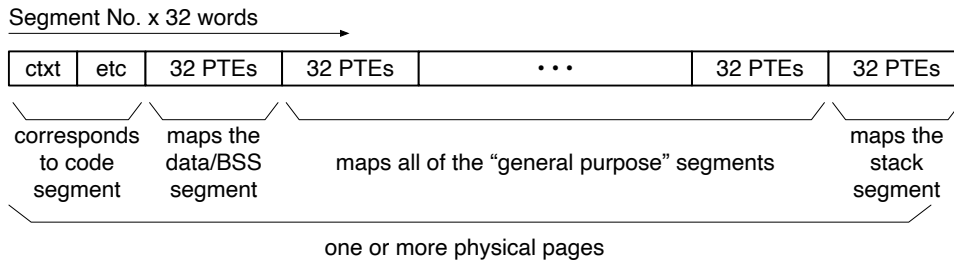 Segment No. x 32 words
ctxt etc 32 PTEs 32 PTEs • • • 32 PTEs 32 PTEs
corresponds to code segment
maps the data/BSS segment
maps all of the “general purpose” segments
maps the stack segment
one or more physical pages